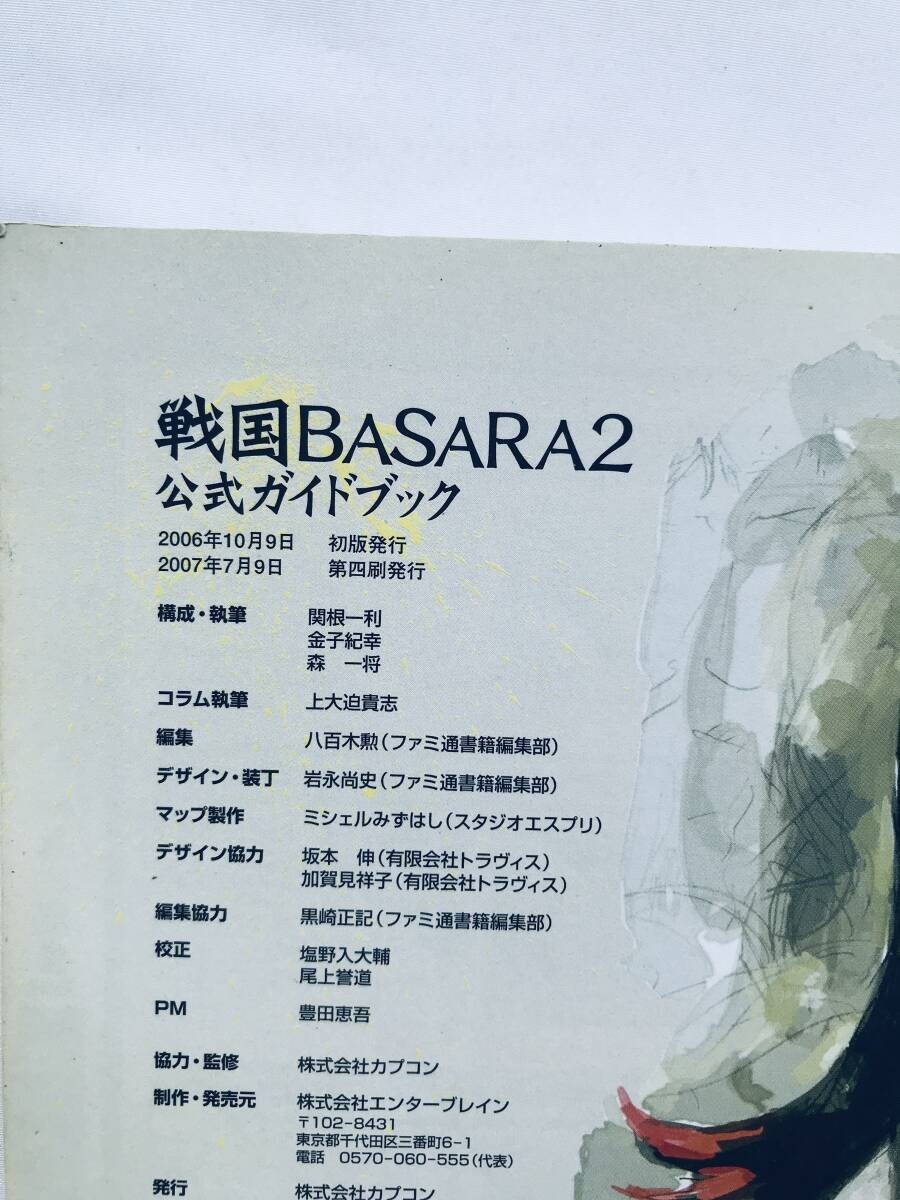 戦国BASARA2
公式ガイドブック
2006年10月9日 初版発行
2007年7月9日 第四刷発行
構成・執筆 関根一利
金子紀幸
森 一将
コラム執筆 上大迫貴志
編集 八百木勲(ファミ通書籍編集部)
デザイン・装丁 岩永尚史(ファミ通書籍編集部)
マップ製作 ミシェルみずはし(スタジオエスプリ)
デザイン協力 坂本 伸(有限会社トラヴィス)
加賀見祥子(有限会社トラヴィス)
編集協力 黒崎正記(ファミ通書籍編集部)
校正 塩野入大輔
尾上誉道
PM 豊田恵吾
協力・監修 株式会社カプコン
制作・発売元 株式会社エンターブレイン
〒102-8431
東京都千代田区三番町6-1
電話 0570-060-555(代表)
発行 株式会社カプコン